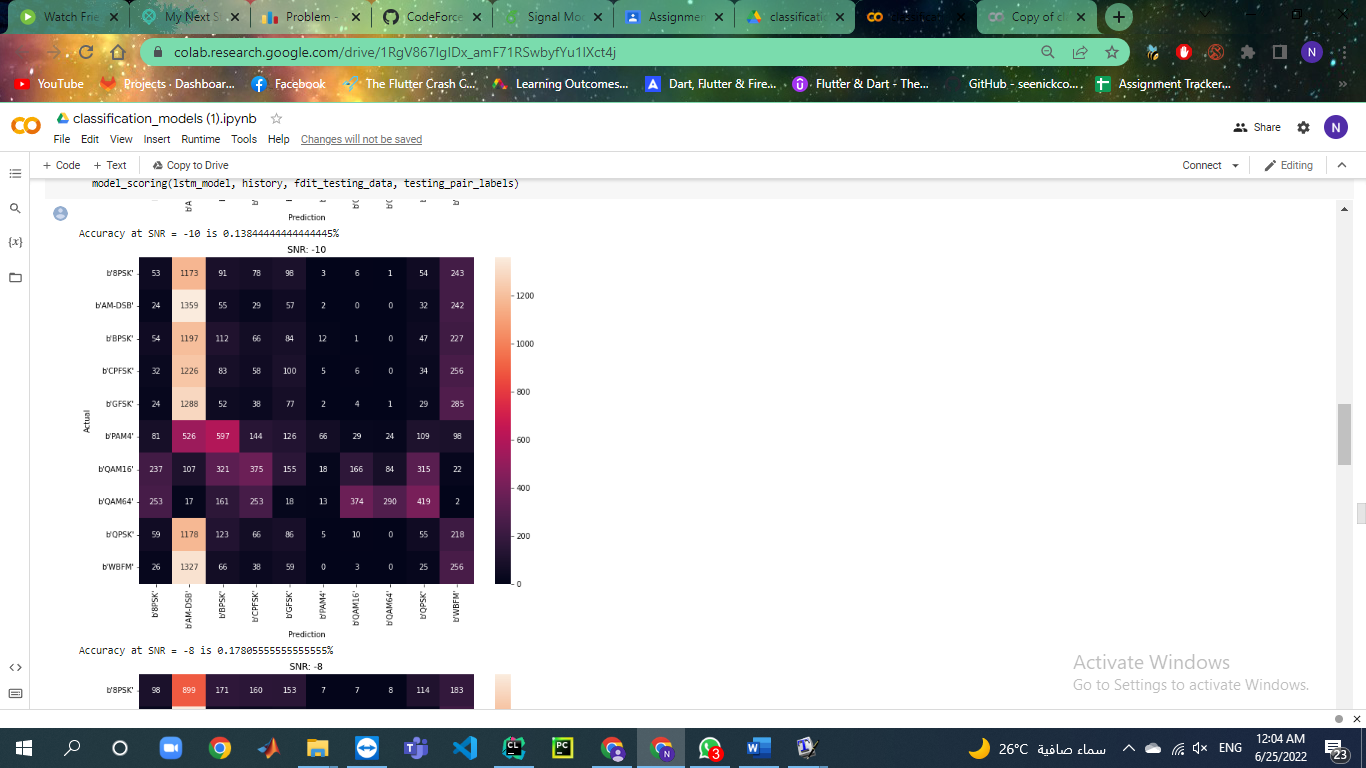 Watch Frie
My Next S
Problem -
CodeForce
Signal Mo
Assignmen
classificatio
Copy of cl
colab.research.google.com/drive/1RgV867IgIDx_amF71RSwbyfYu1IXct4j
N
YouTube
Projects · Dashboar...
Facebook
The Flutter Crash C...
Learning Outcomes...
Dart, Flutter & Fire...
Flutter & Dart - The...
GitHub - seenickco...
Assignment Tracker...
»
classification_models (1).ipynb
File Edit View Insert Runtime Tools Help Changes will not be saved
Share
N
+ Code + Text Copy to Drive
Connect
Editing
model_scoring(lstm_model, history, fdit_testing_data, testing_pair_labels)
Prediction
Accuracy at SNR = -10 is 0.13844444444444445%
SNR: -10
b'8PSK' 53 1173 91 78 98 3 6 1 54 243
b'AM-DSB' 24 1359 55 29 57 2 0 0 32 242
b'BPSK' 54 1197 112 66 84 12 1 0 47 227
b'CPFSK' 32 1226 83 58 100 5 6 0 34 256
b'GFSK' 24 1288 52 38 77 2 4 1 29 285
b'PAM4' 81 526 597 144 126 66 29 24 109 98
b'QAM16' 237 107 321 375 155 18 166 84 315 22
b'QAM64' 253 17 161 253 18 13 374 290 419 2
b'QPSK' 59 1178 123 66 86 5 10 0 55 218
b'WBFM' 26 1327 66 38 59 0 3 0 25 256
Actual
b'8PSK' b'AM-DSB' b'BPSK' b'CPFSK' b'GFSK' b'PAM4' b'QAM16' b'QAM64' b'QPSK' b'WBFM'
Prediction
1200
1000
800
600
400
200
0
Accuracy at SNR = -8 is 0.17805555555555555%
SNR: -8
b'8PSK' 98 899 171 160 153 7 7 8 114 183
Activate Windows
Go to Settings to activate Windows.
26°C سماء صافية
ENG
12:04 AM
6/25/2022
3
23